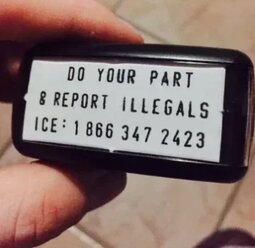 DO YOUR PART
& REPORT ILLEGALS
ICE: 1 866 347 2423